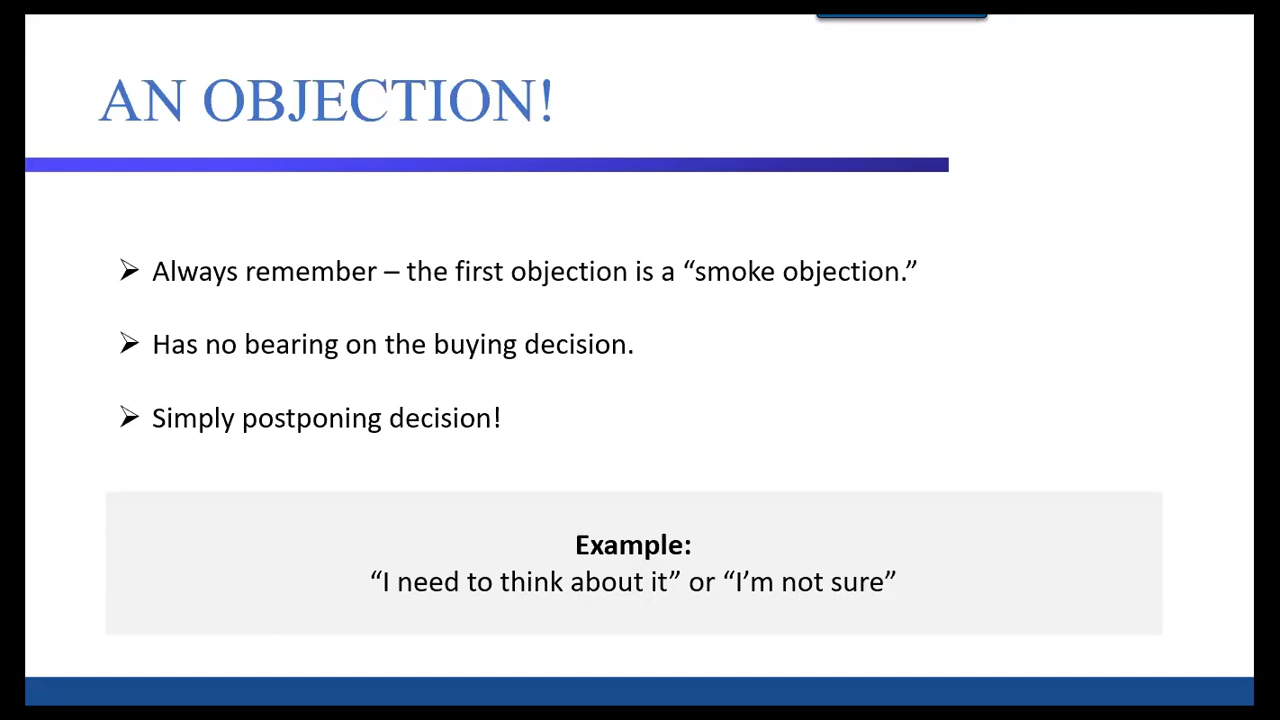 AN OBJECTION!
Always remember – the first objection is a “smoke objection.”
Has no bearing on the buying decision.
Simply postponing decision!
Example:
“I need to think about it” or “I’m not sure”